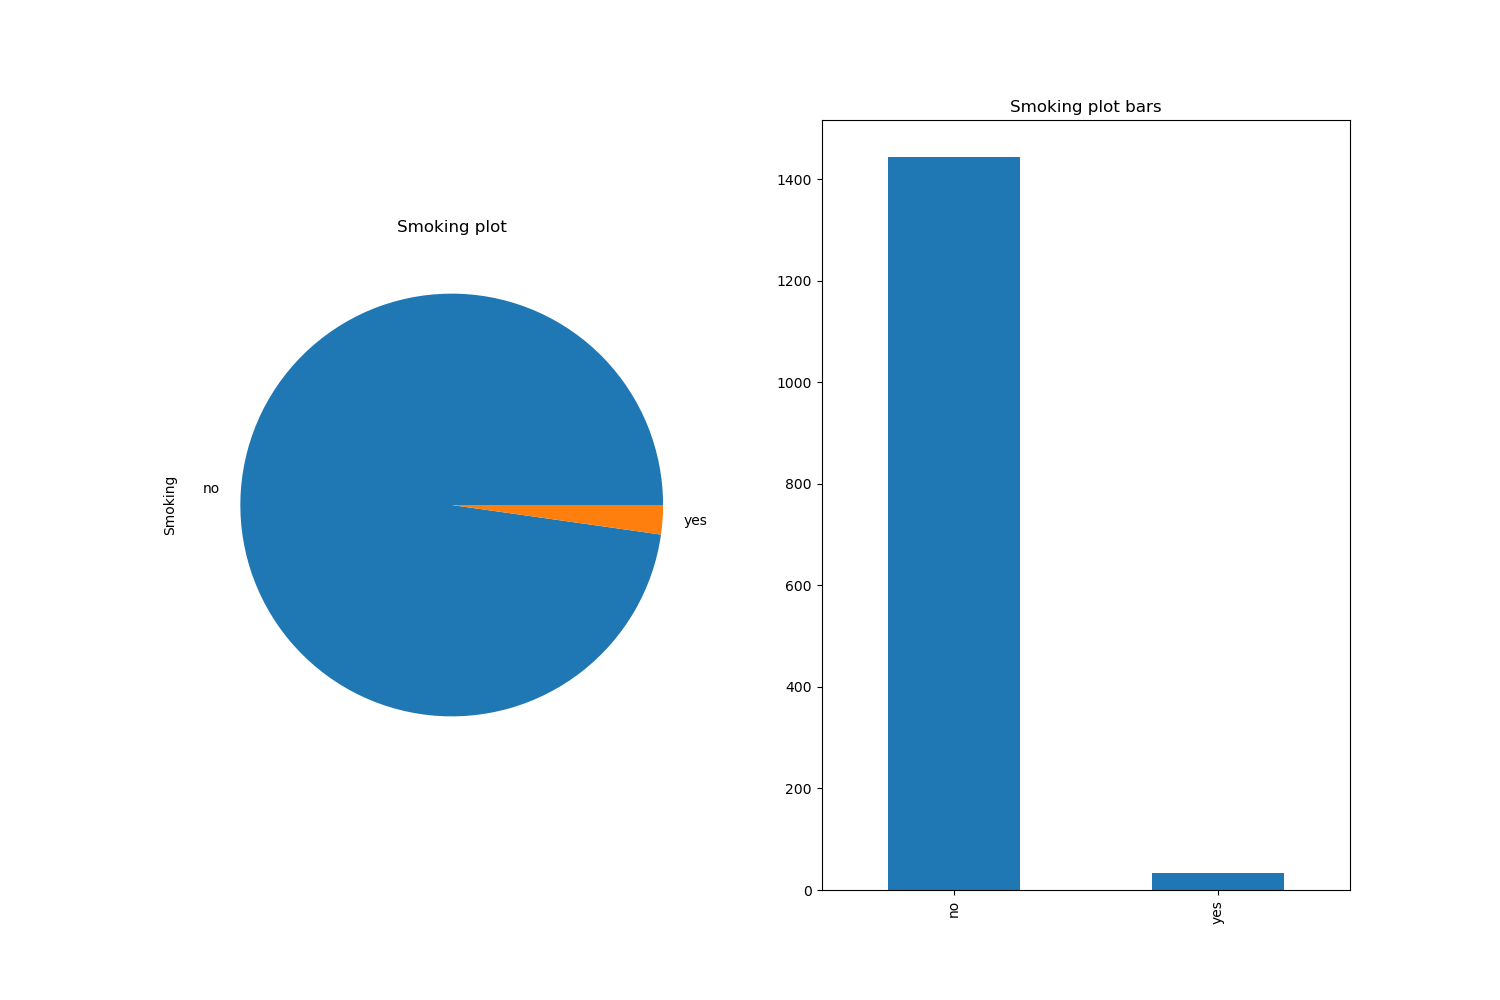 Smoking plot
Smoking
no
yes
Smoking plot bars
1400
1200
1000
800
600
400
200
0
no
yes